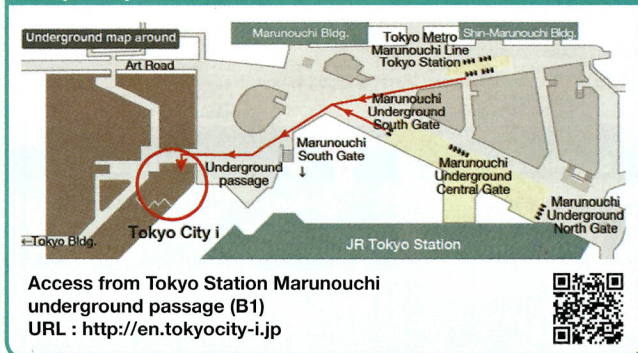 Underground map around
Marunouchi Bldg.
Shin-Marunouchi Bldg.
Tokyo Metro
Marunouchi Line
Tokyo Station
Art Road
Marunouchi
Underground
South Gate
Marunouchi
South Gate
↓
Underground
passage
Marunouchi
Underground
Central Gate
Marunouchi
Underground
North Gate
Tokyo City i
←Tokyo Bldg.
JR Tokyo Station
Access from Tokyo Station Marunouchi
underground passage (B1)
URL : http://en.tokyocity-i.jp